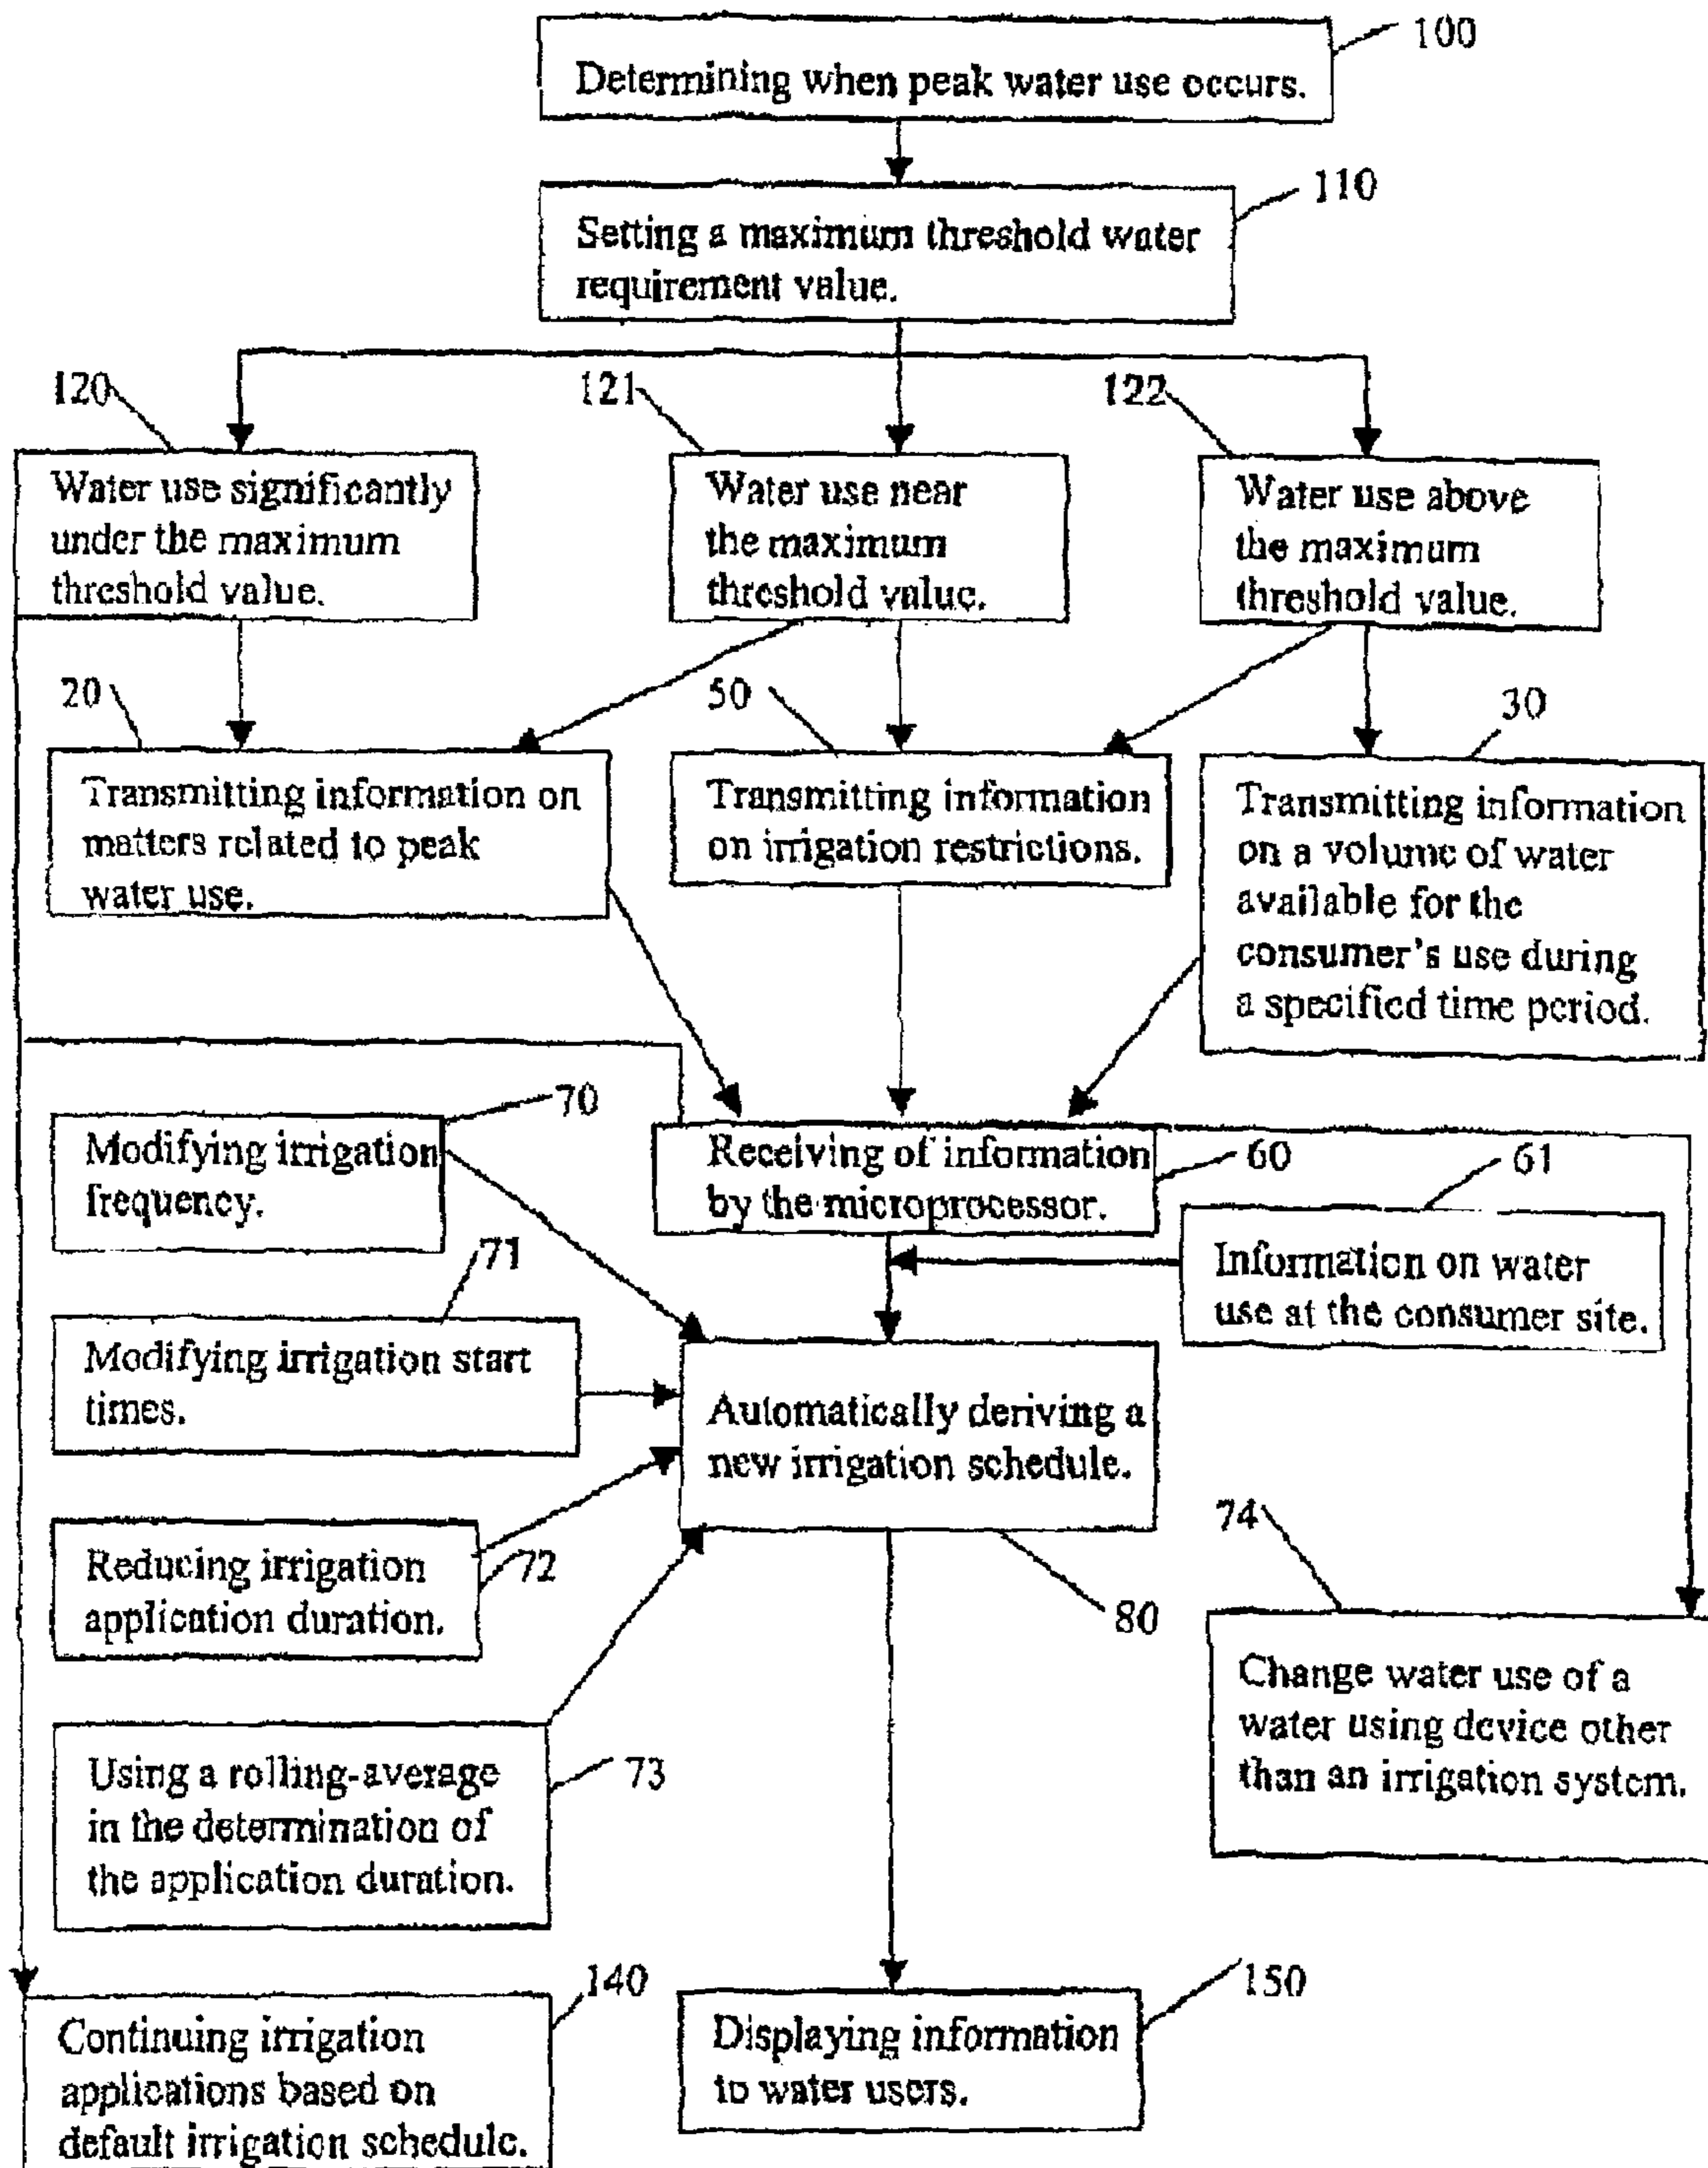 100
Determining when peak water use occurs.
110
Setting a maximum threshold water
requirement value.
120
121
122
Water use significantly
under the maximum
threshold value.
Water use near
the maximum
threshold value.
Water use above
the maximum
threshold value.
20
50
30
Transmitting information on
matters related to peak
water use.
Transmitting information
on irrigation restrictions.
Transmitting information
on a volume of water
available for the
consumer's use during
a specified time period.
70
Modifying irrigation
frequency.
Receiving of information
by the microprocessor.
60
61
Information on water
use at the consumer site.
71
Modifying irrigation start
times.
Automatically deriving a
new irrigation schedule.
80
72
Reducing irrigation
application duration.
74
Change water use of a
water using device other
than an irrigation system.
73
Using a rolling-average
in the determination of
the application duration.
140
Continuing irrigation
applications based on
default irrigation schedule.
150
Displaying information
to water users.